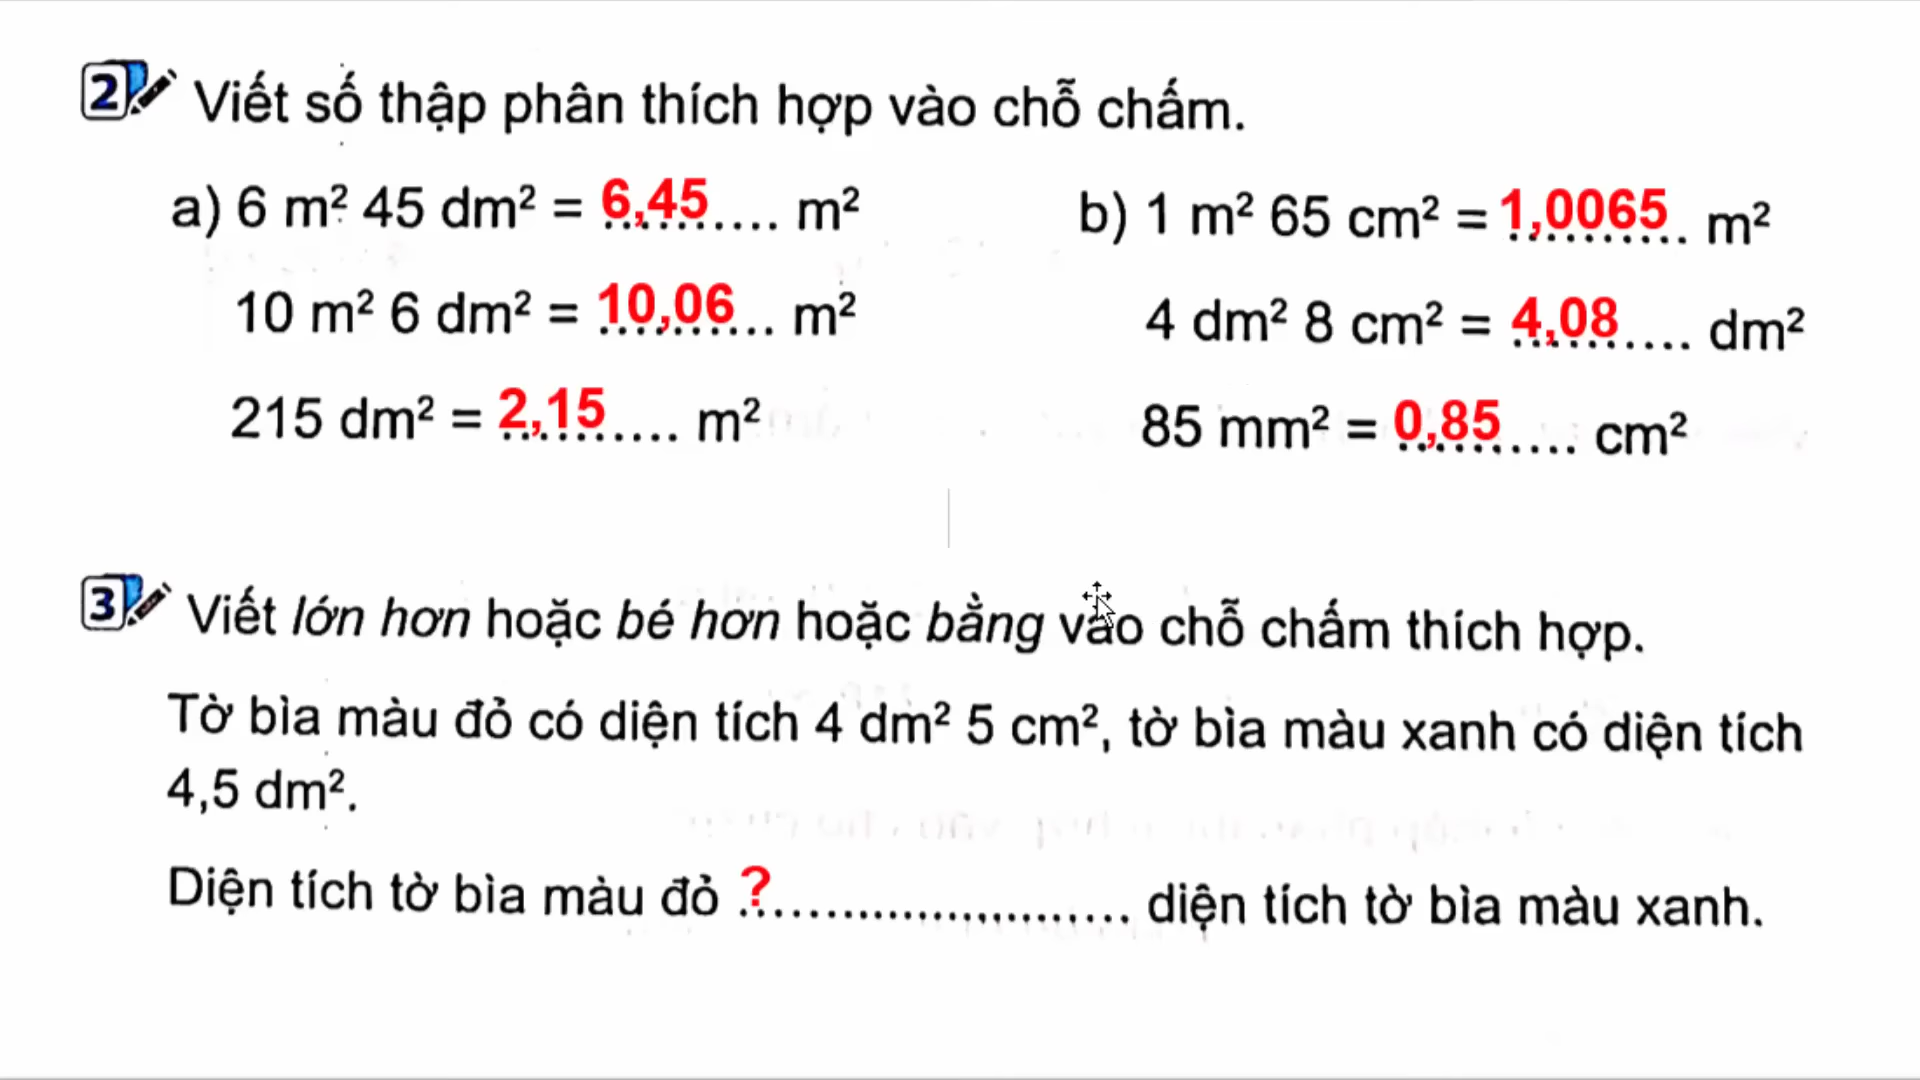 2 Viết số thập phân thích hợp vào chỗ chấm.
a) 6 m² 45 dm² = 6,45.......... m²
b) 1 m² 65 cm² = 1,0065.......... m²
10 m² 6 dm² = 10,06.......... m²
4 dm² 8 cm² = 4,08.......... dm²
215 dm² = 2,15.......... m²
85 mm² = 0,85.......... cm²
3 Viết lớn hơn hoặc bé hơn hoặc bằng vào chỗ chấm thích hợp.
Tờ bìa màu đỏ có diện tích 4 dm² 5 cm², tờ bìa màu xanh có diện tích
4,5 dm².
Diện tích tờ bìa màu đỏ ?........................ diện tích tờ bìa màu xanh.